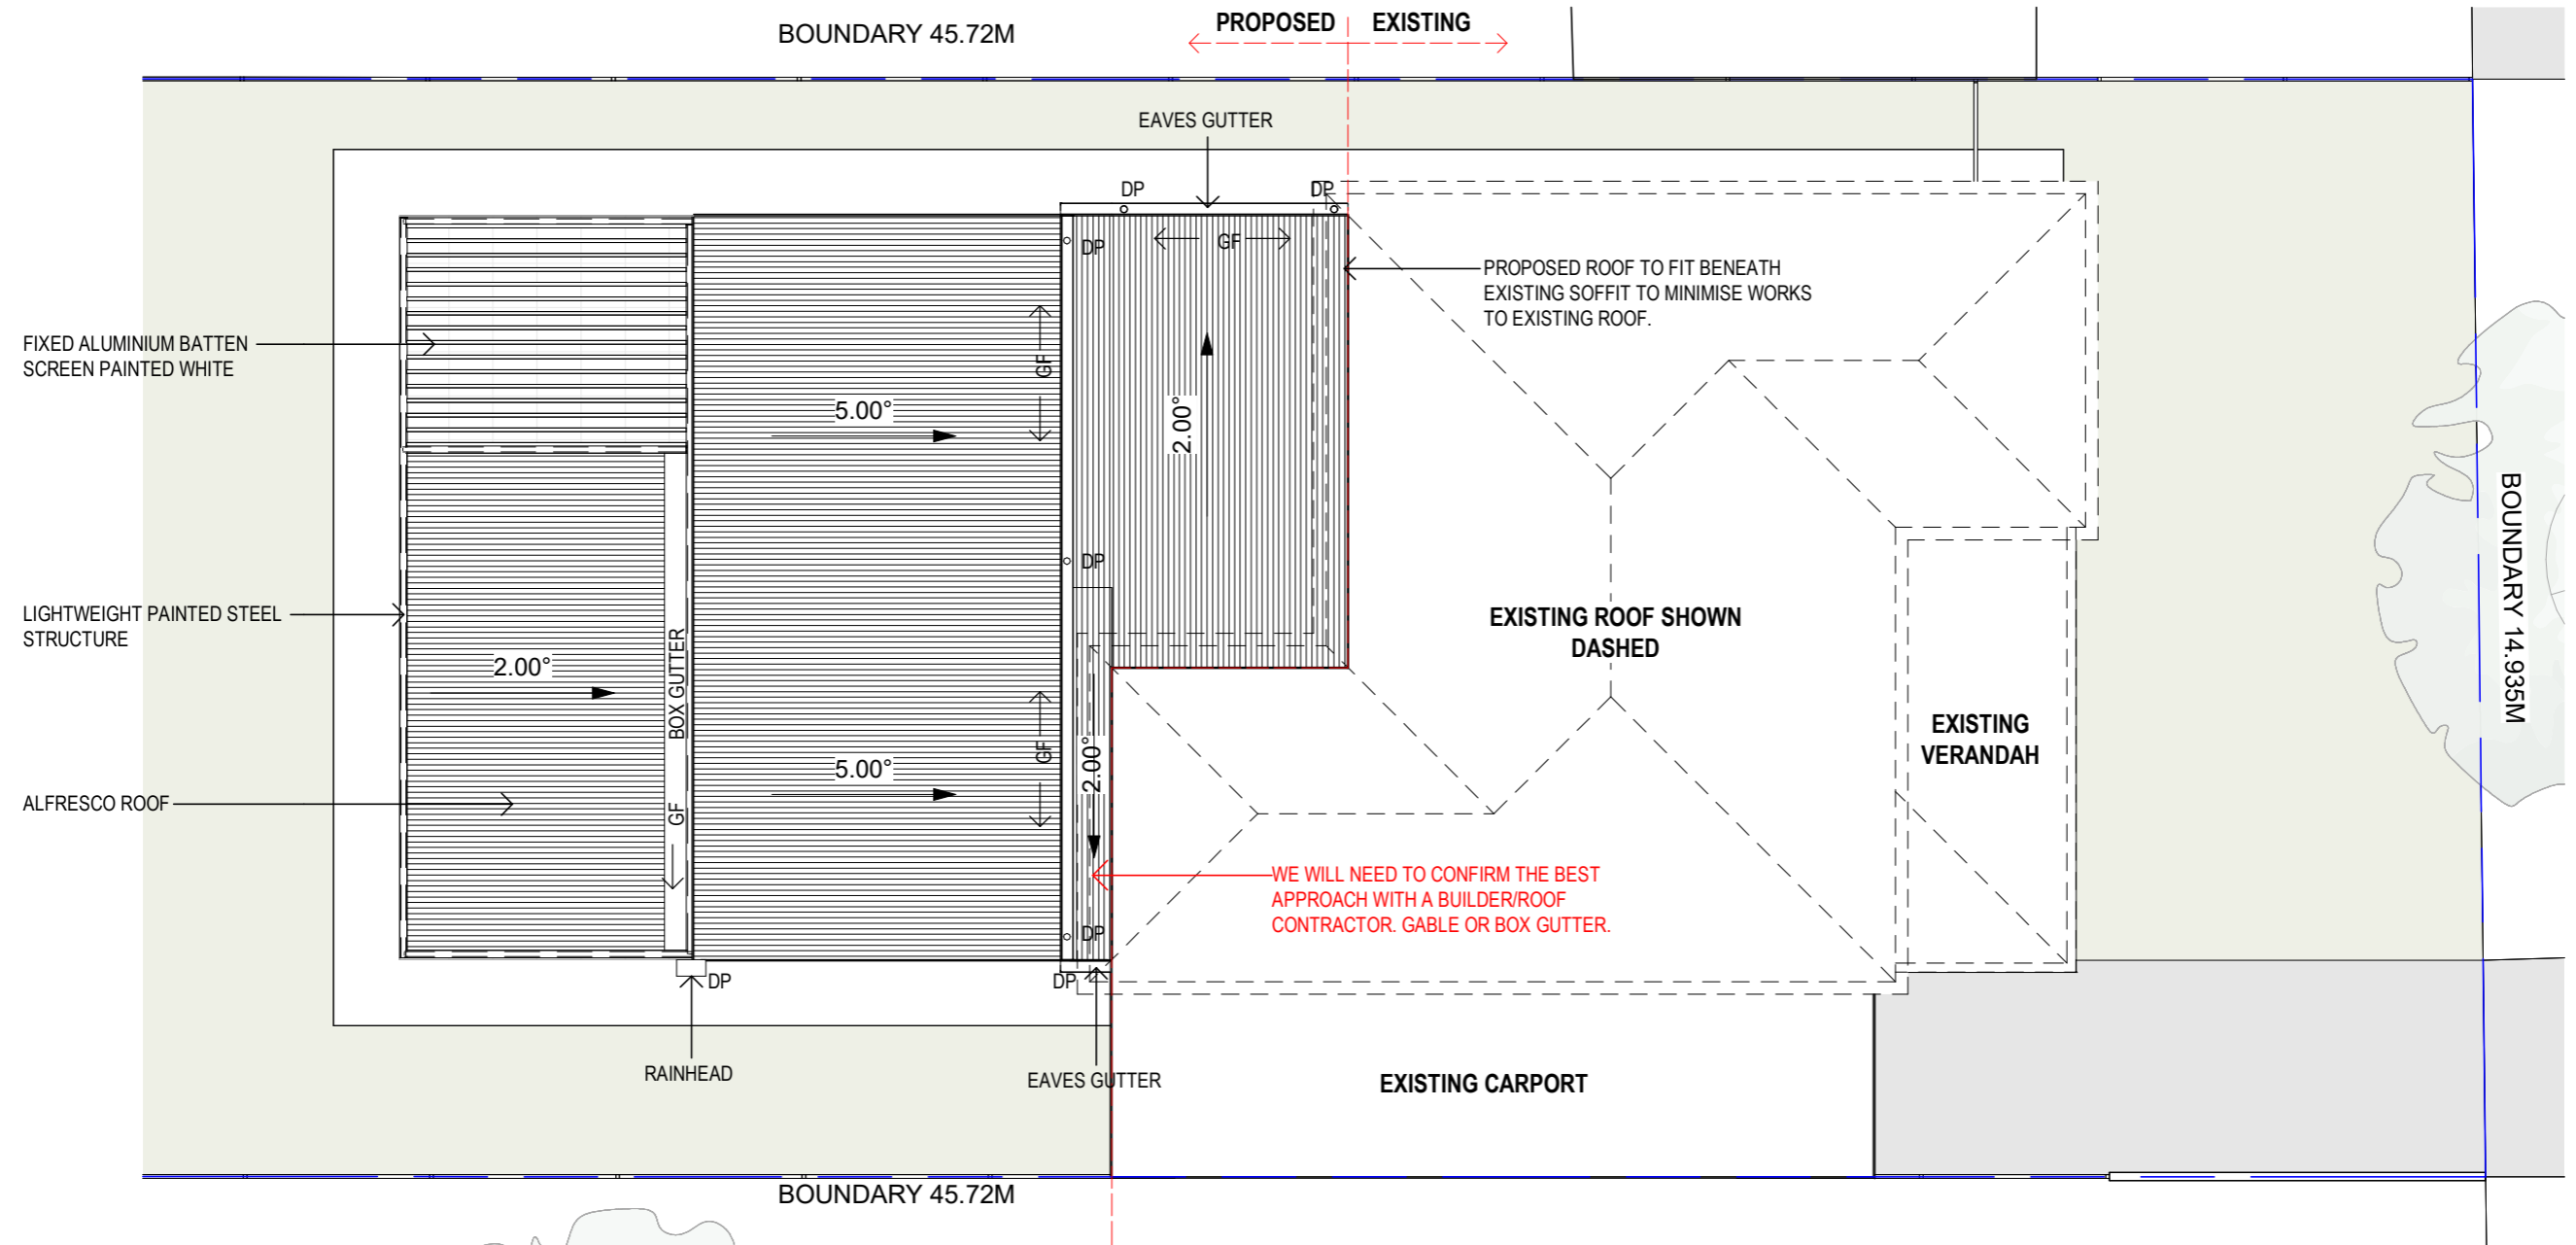 BOUNDARY 45.72M
PROPOSED
EXISTING
EAVES GUTTER
DP
DP
GF
DP
PROPOSED ROOF TO FIT BENEATH
EXISTING SOFFIT TO MINIMISE WORKS
TO EXISTING ROOF.
FIXED ALUMINIUM BATTEN
SCREEN PAINTED WHITE
GF
5.00°
2.00°
DP
LIGHTWEIGHT PAINTED STEEL
STRUCTURE
BOX GUTTER
2.00°
EXISTING ROOF SHOWN
DASHED
BOUNDARY 14.935M
EXISTING
VERANDAH
GF
5.00°
2.00°
ALFRESCO ROOF
GF
WE WILL NEED TO CONFIRM THE BEST
APPROACH WITH A BUILDER/ROOF
CONTRACTOR. GABLE OR BOX GUTTER.
DP
DP
DP
RAINHEAD
EAVES GUTTER
EXISTING CARPORT
BOUNDARY 45.72M